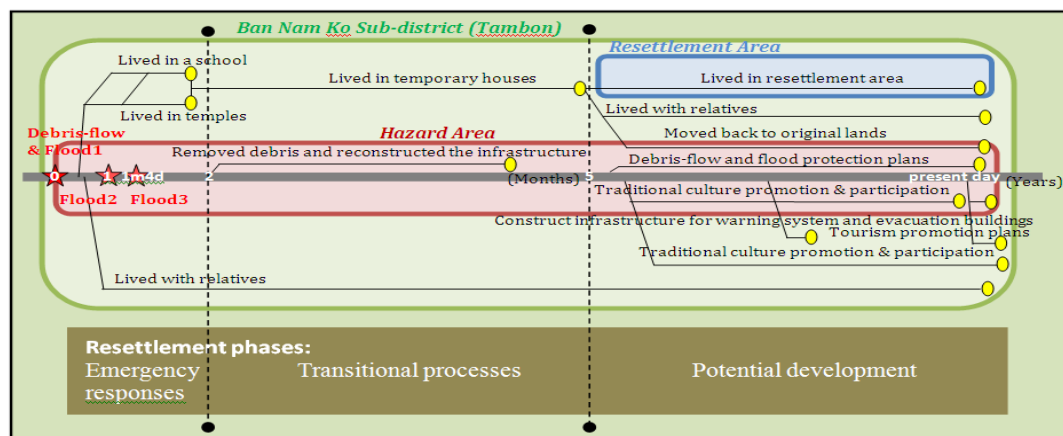 Ban Nam Ko Sub-district (Tambon)
Resettlement Area
Lived in a school
Lived in temporary houses
Lived in resettlement area
Lived in temples
Lived with relatives
Debris-flow
& Flood1
Hazard Area
Moved back to original lands
Removed debris and reconstructed the infrastructure
Debris-flow and flood protection plans
0
1
1m4d
2
(Months)
5
present day
(Years)
Flood2
Flood3
Traditional culture promotion & participation
Construct infrastructure for warning system and evacuation buildings
Tourism promotion plans
Traditional culture promotion & participation
Lived with relatives
Resettlement phases:
Emergency
responses
Transitional processes
Potential development